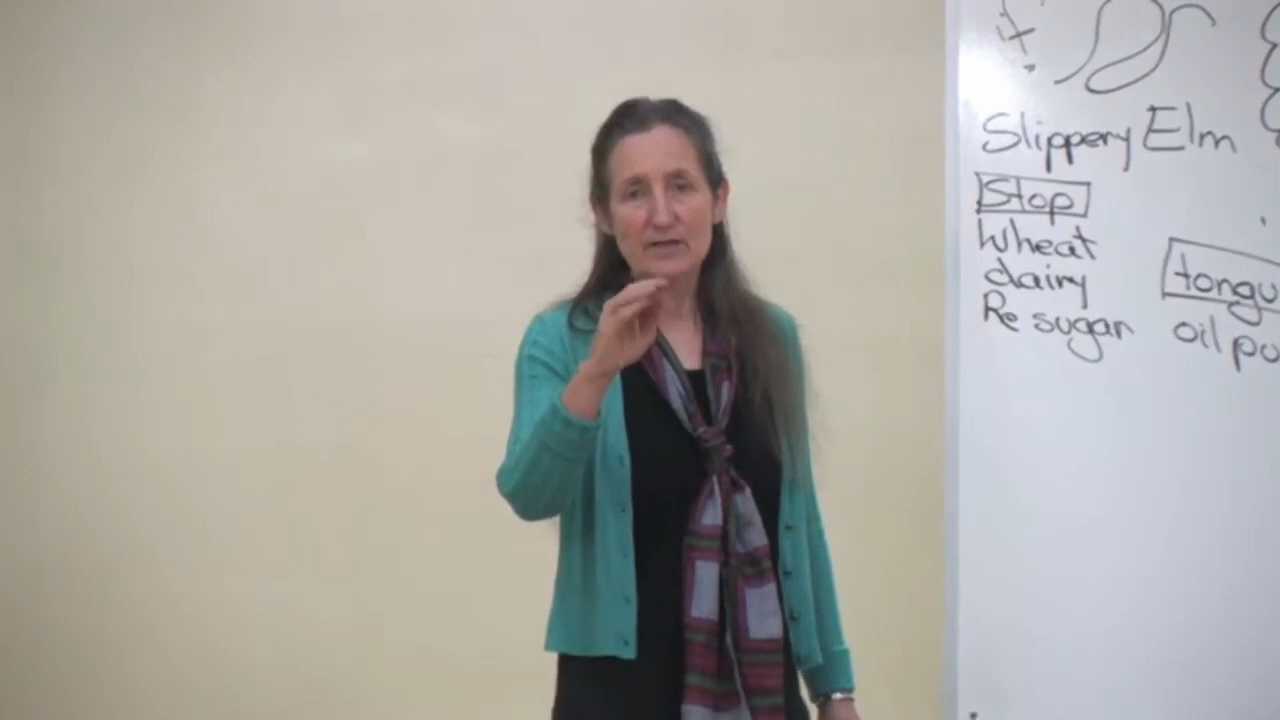 Slippery Elm
Stop
Wheat
dairy
Re sugar
tongu
oil pu